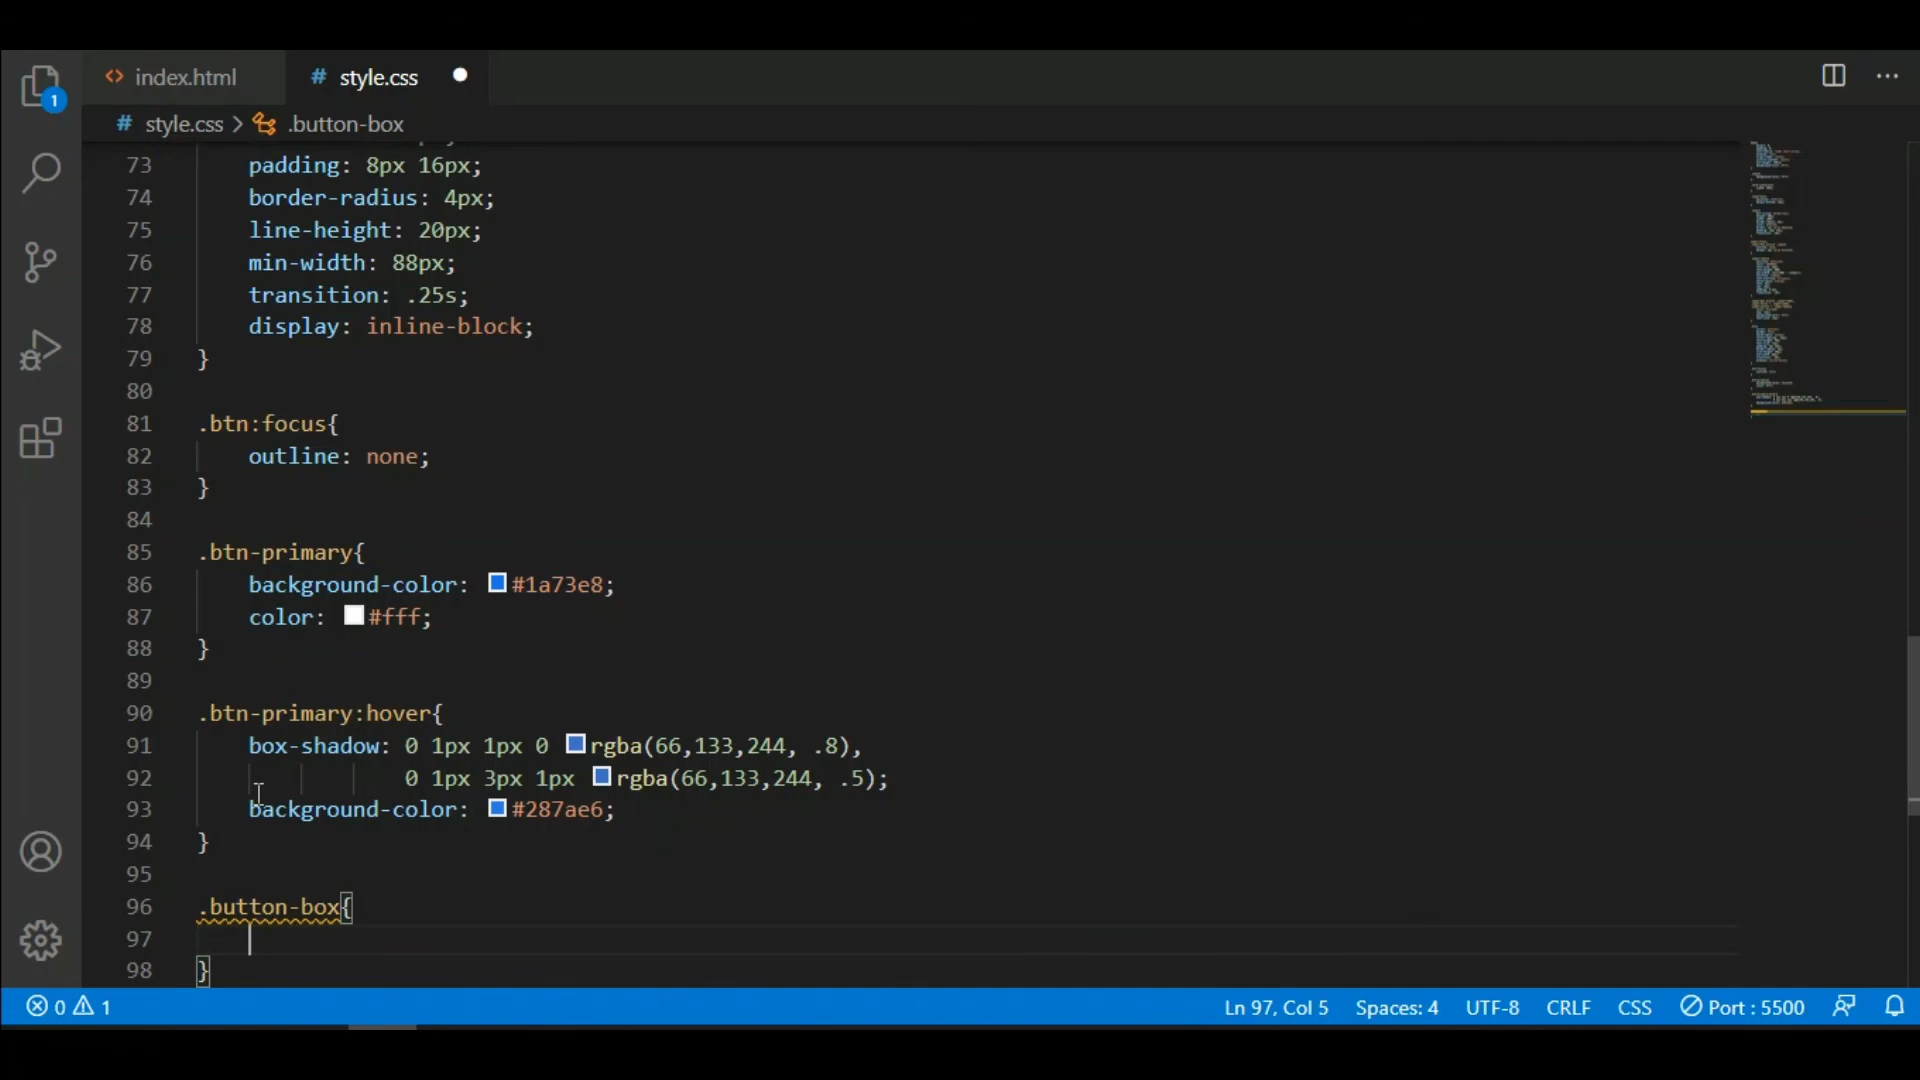 1
index.html
# style.css
# style.css > .button-box
73 padding: 8px 16px;
74 border-radius: 4px;
75 line-height: 20px;
76 min-width: 88px;
77 transition: .25s;
78 display: inline-block;
79 }
80
81 .btn:focus{
82 outline: none;
83 }
84
85 .btn-primary{
86 background-color: #1a73e8;
87 color: #fff;
88 }
89
90 .btn-primary:hover{
91 box-shadow: 0 1px 1px 0 rgba(66,133,244, .8),
92 0 1px 3px 1px rgba(66,133,244, .5);
93 background-color: #287ae6;
94 }
95
96 .button-box{
97
98 }
0 1 Ln 97, Col 5 Spaces: 4 UTF-8 CRLF CSS Port : 5500